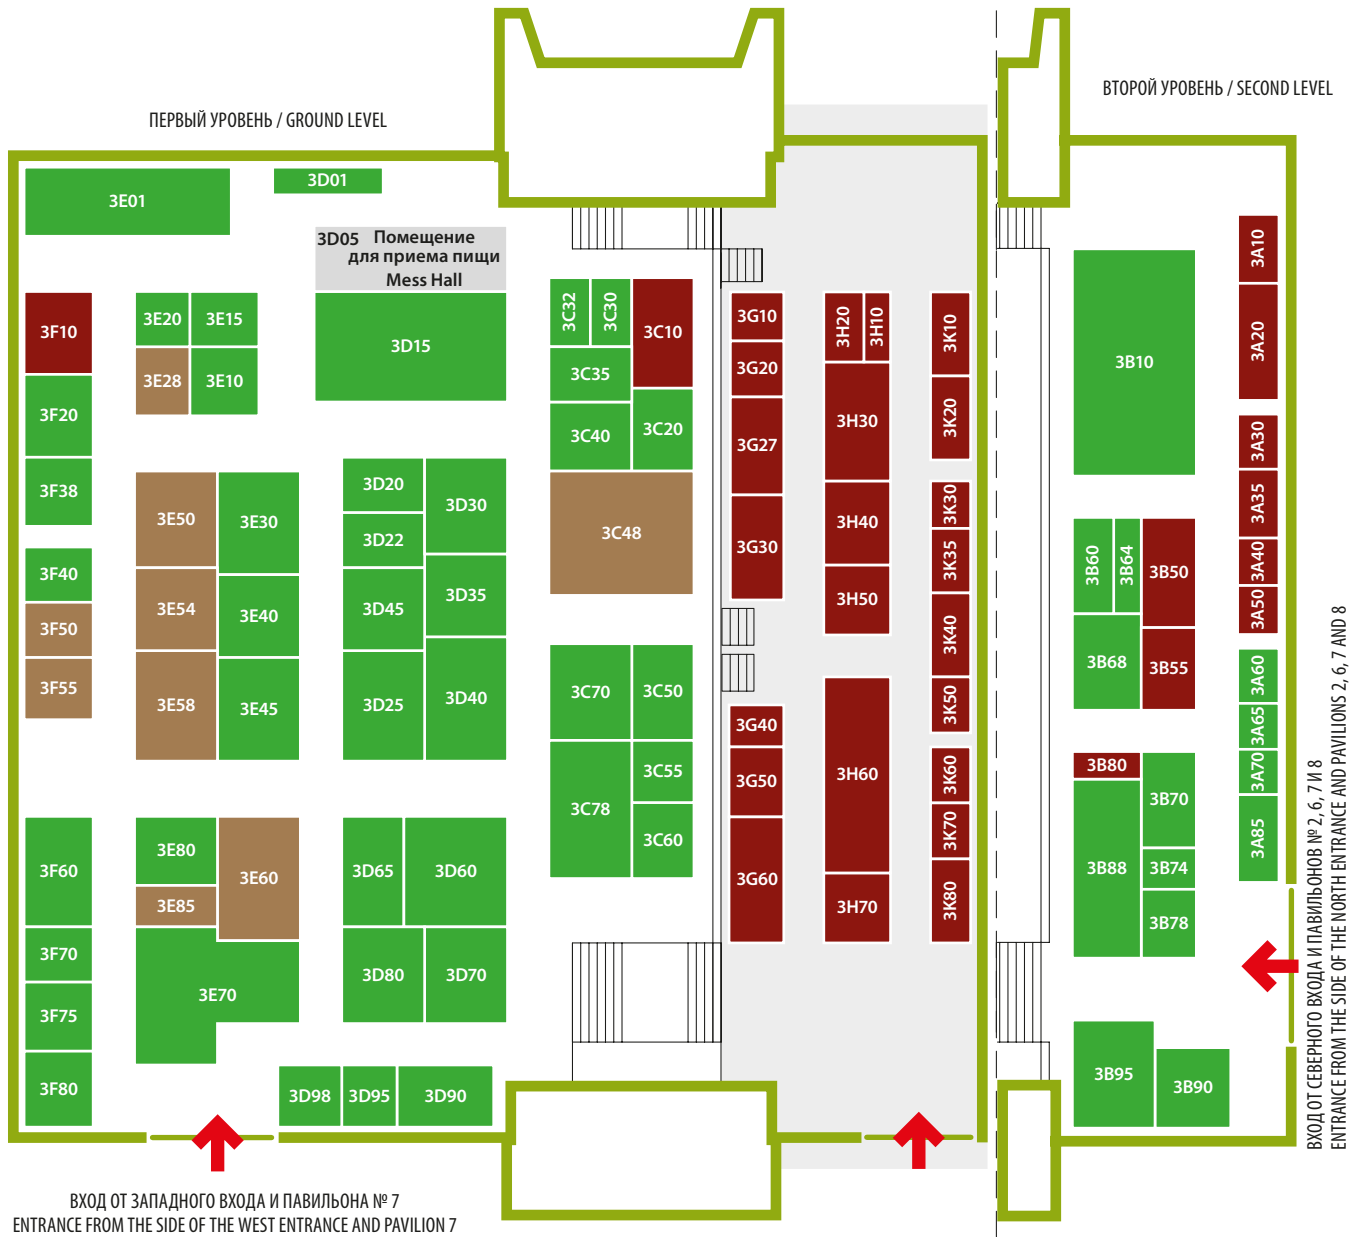 ПЕРВЫЙ УРОВЕНЬ / GROUND LEVEL
ВТОРОЙ УРОВЕНЬ / SECOND LEVEL
3E01
3D01
3D05 Помещение
для приема пищи
Mess Hall
3F10
3F20
3F38
3F40
3F50
3F55
3F60
3F70
3F75
3F80
3E20
3E15
3E28
3E10
3E50
3E30
3E54
3E40
3E58
3E45
3E80
3E60
3E85
3E70
3D15
3D20
3D30
3D22
3D45
3D35
3D25
3D40
3D65
3D60
3D80
3D70
3D98
3D95
3D90
3C32
3C30
3C10
3C35
3C40
3C20
3C48
3C70
3C50
3C55
3C78
3C60
3G10
3G20
3G27
3G30
3G40
3G50
3G60
3H20
3H10
3H30
3H40
3H50
3H60
3H70
3K10
3K20
3K30
3K35
3K40
3K50
3K60
3K70
3K80
3B10
3B60
3B64
3B50
3B68
3B55
3B80
3B70
3B88
3B74
3B78
3B95
3B90
3A10
3A20
3A30
3A35
3A40
3A50
3A60
3A65
3A70
3A85
ВХОД ОТ СЕВЕРНОГО ВХОДА И ПАВИЛЬОНОВ № 2, 6, 7 И 8
ENTRANCE FROM THE SIDE OF THE NORTH ENTRANCE AND PAVILIONS 2, 6, 7 AND 8
ВХОД ОТ ЗАПАДНОГО ВХОДА И ПАВИЛЬОНА № 7
ENTRANCE FROM THE SIDE OF THE WEST ENTRANCE AND PAVILION 7